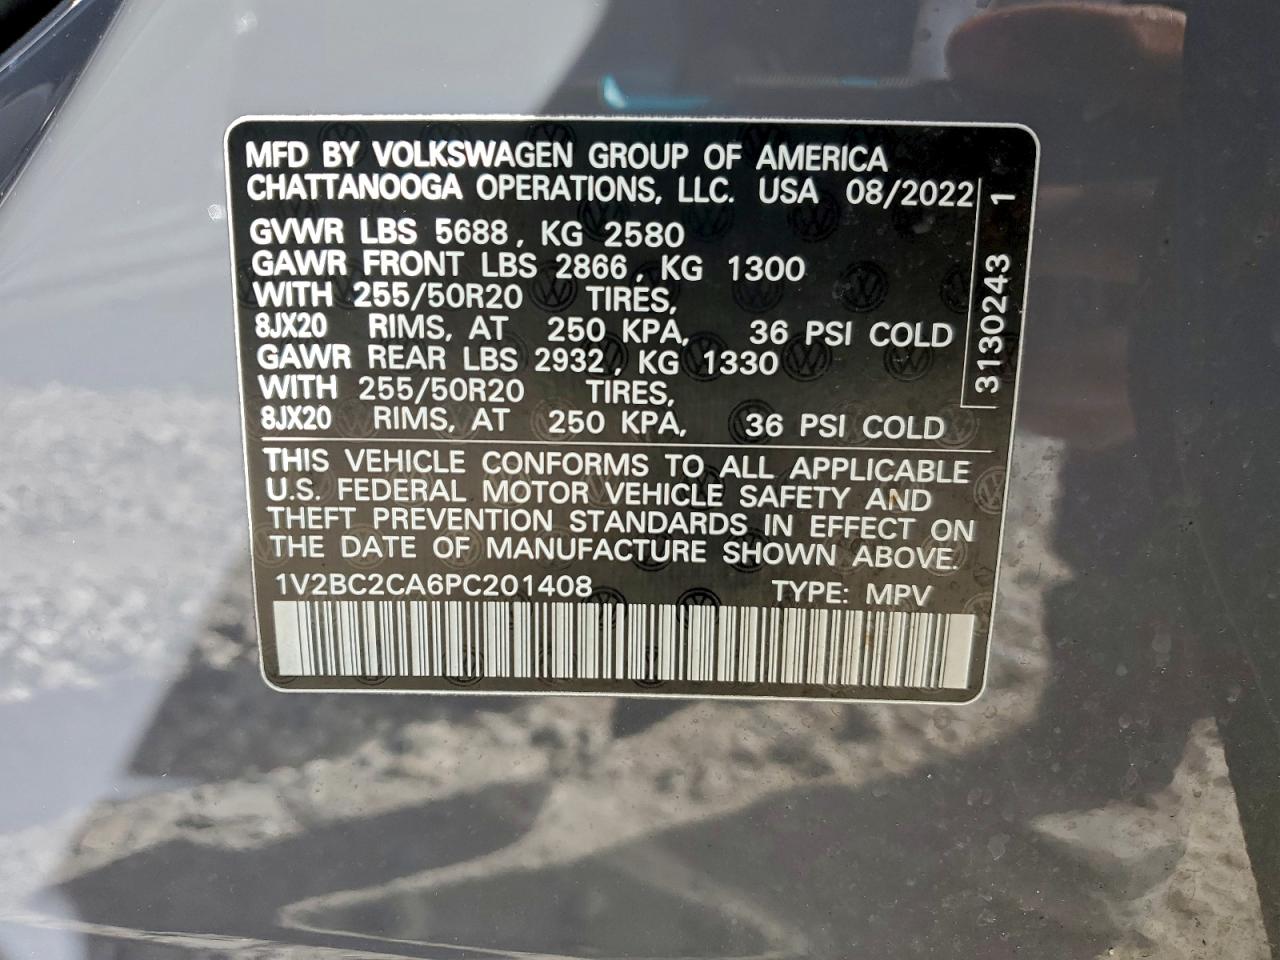 MFD BY VOLKSWAGEN GROUP OF AMERICA
CHATTANOOGA OPERATIONS, LLC. USA 08/2022
GVWR LBS 5688, KG 2580
GAWR FRONT LBS 2866, KG 1300
WITH 255/50R20 TIRES,
8JX20 RIMS, AT 250 KPA, 36 PSI COLD
GAWR REAR LBS 2932, KG 1330
WITH 255/50R20 TIRES,
8JX20 RIMS, AT 250 KPA, 36 PSI COLD
3130243 1
THIS VEHICLE CONFORMS TO ALL APPLICABLE
U.S. FEDERAL MOTOR VEHICLE SAFETY AND
THEFT PREVENTION STANDARDS IN EFFECT ON
THE DATE OF MANUFACTURE SHOWN ABOVE.
1V2BC2CA6PC201408 TYPE: MPV